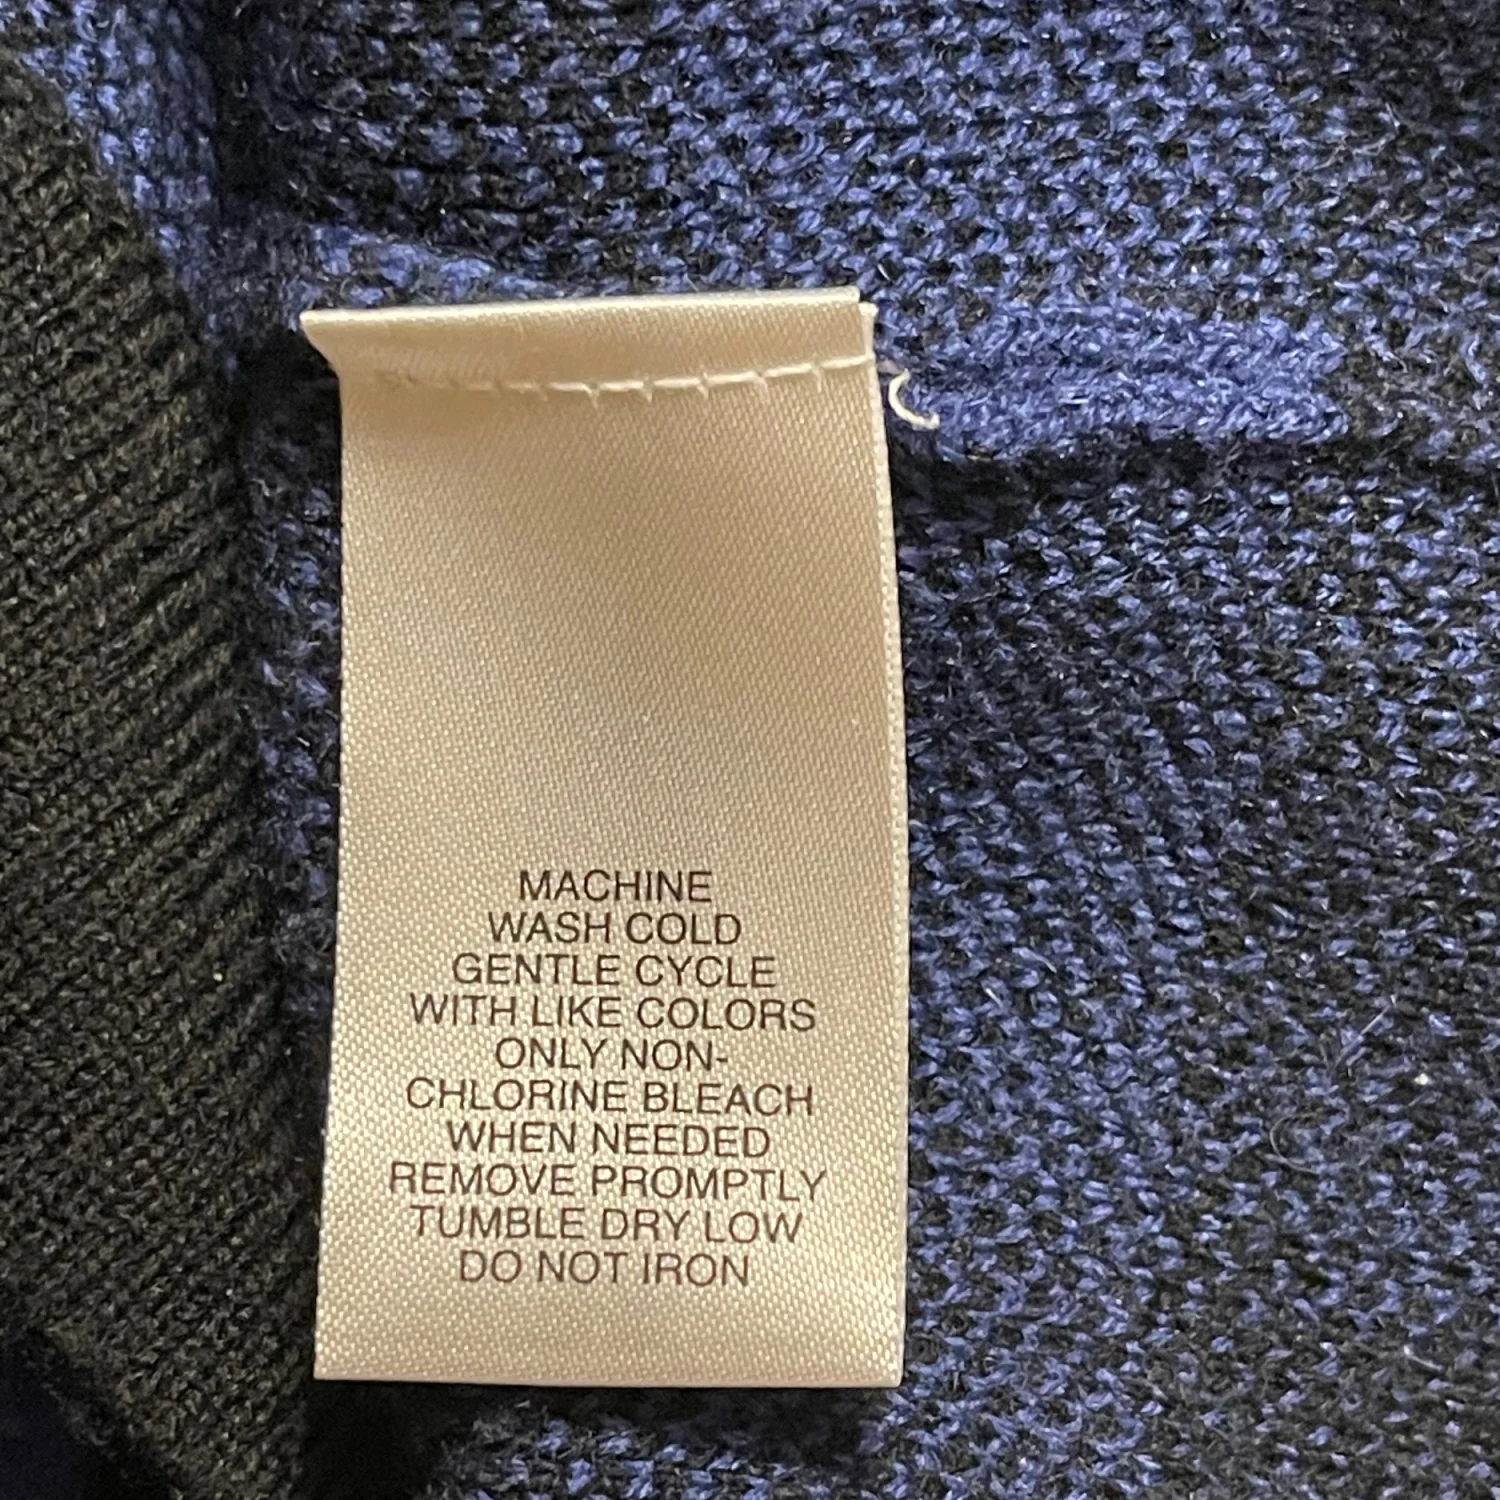 MACHINE
WASH COLD
GENTLE CYCLE
WITH LIKE COLORS
ONLY NON-
CHLORINE BLEACH
WHEN NEEDED
REMOVE PROMPTLY
TUMBLE DRY LOW
DO NOT IRON